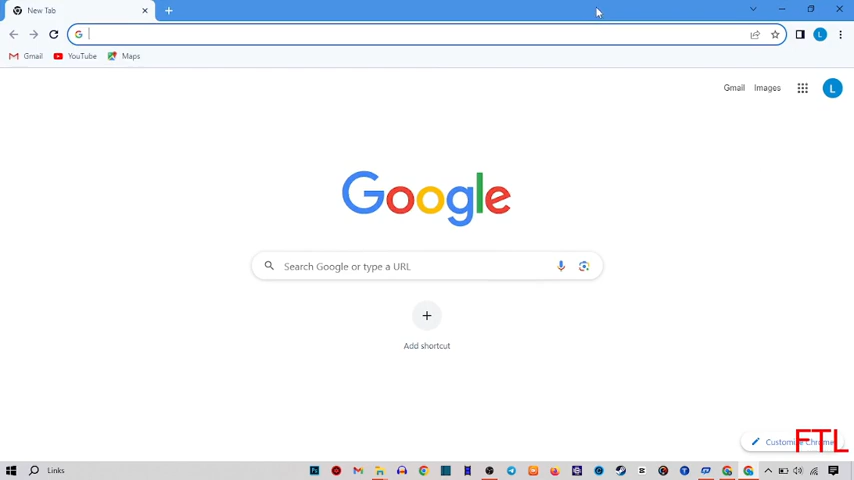 New Tab
Gmail YouTube Maps
Gmail Images L
Google
Search Google or type a URL
Add shortcut
Customize Chrome
FTL
Links